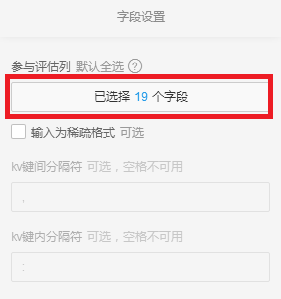 字段设置
参与评估列 默认全选 ?
已选择 19 个字段
输入为稀疏格式 可选
kv键间分隔符 可选，空格不可用
,
kv键内分隔符 可选，空格不可用
: